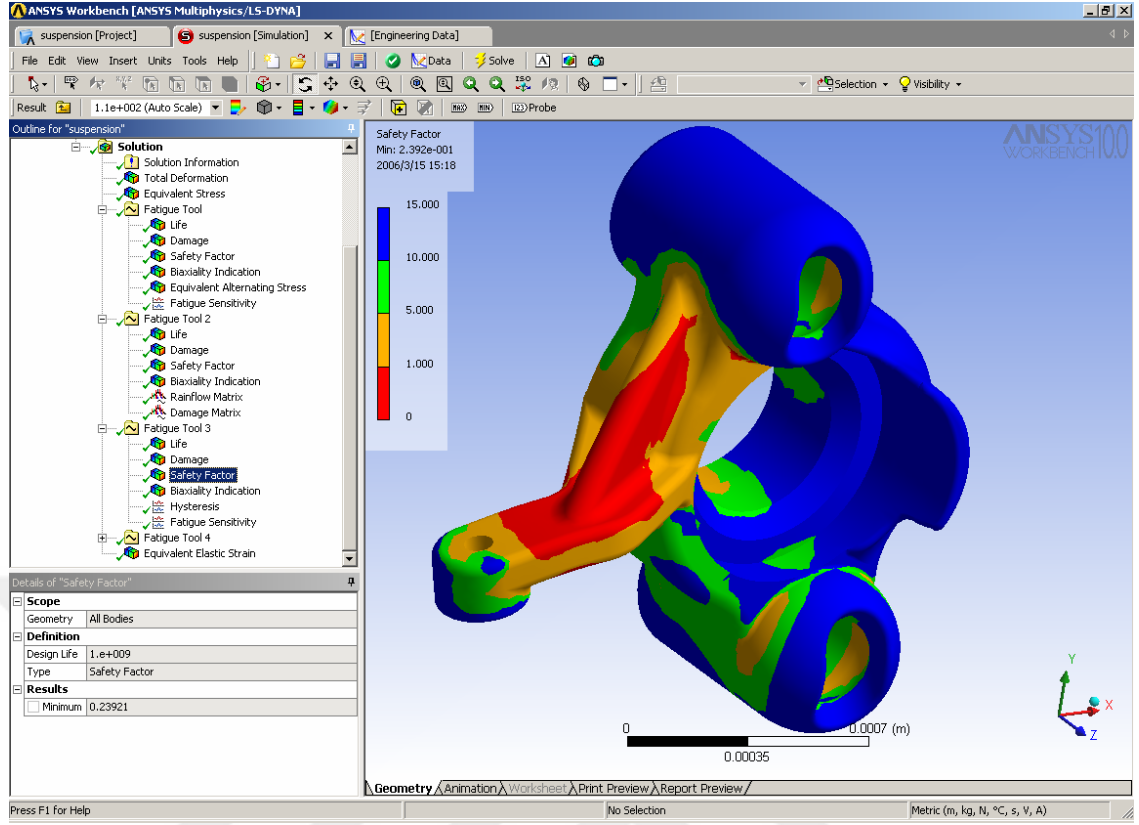 ANSYS Workbench [ANSYS Multiphysics/LS-DYNA]
suspension [Project]
suspension [Simulation]
[Engineering Data]
File Edit View Insert Units Tools Help
Data
Solve
ISO
Selection
Visibility
Result
1.1e+002 (Auto Scale)
MAX
MIN
Probe
Outline for "suspension"
Solution
Solution Information
Total Deformation
Equivalent Stress
Fatigue Tool
Life
Damage
Safety Factor
Biaxiality Indication
Equivalent Alternating Stress
Fatigue Sensitivity
Fatigue Tool 2
Life
Damage
Safety Factor
Biaxiality Indication
Rainflow Matrix
Damage Matrix
Fatigue Tool 3
Life
Damage
Safety Factor
Biaxiality Indication
Hysteresis
Fatigue Sensitivity
Fatigue Tool 4
Equivalent Elastic Strain
Details of "Safety Factor"
Scope
Geometry All Bodies
Definition
Design Life 1.e+009
Type Safety Factor
Results
Minimum 0.23921
Safety Factor
Min: 2.392e-001
2006/3/15 15:18
15.000
10.000
5.000
1.000
0
ANSYS 10.0
WORKBENCH
Y
X
Z
0
0.0007 (m)
0.00035
Geometry Animation Worksheet Print Preview Report Preview
Press F1 for Help
No Selection
Metric (m, kg, N, °C, s, V, A)